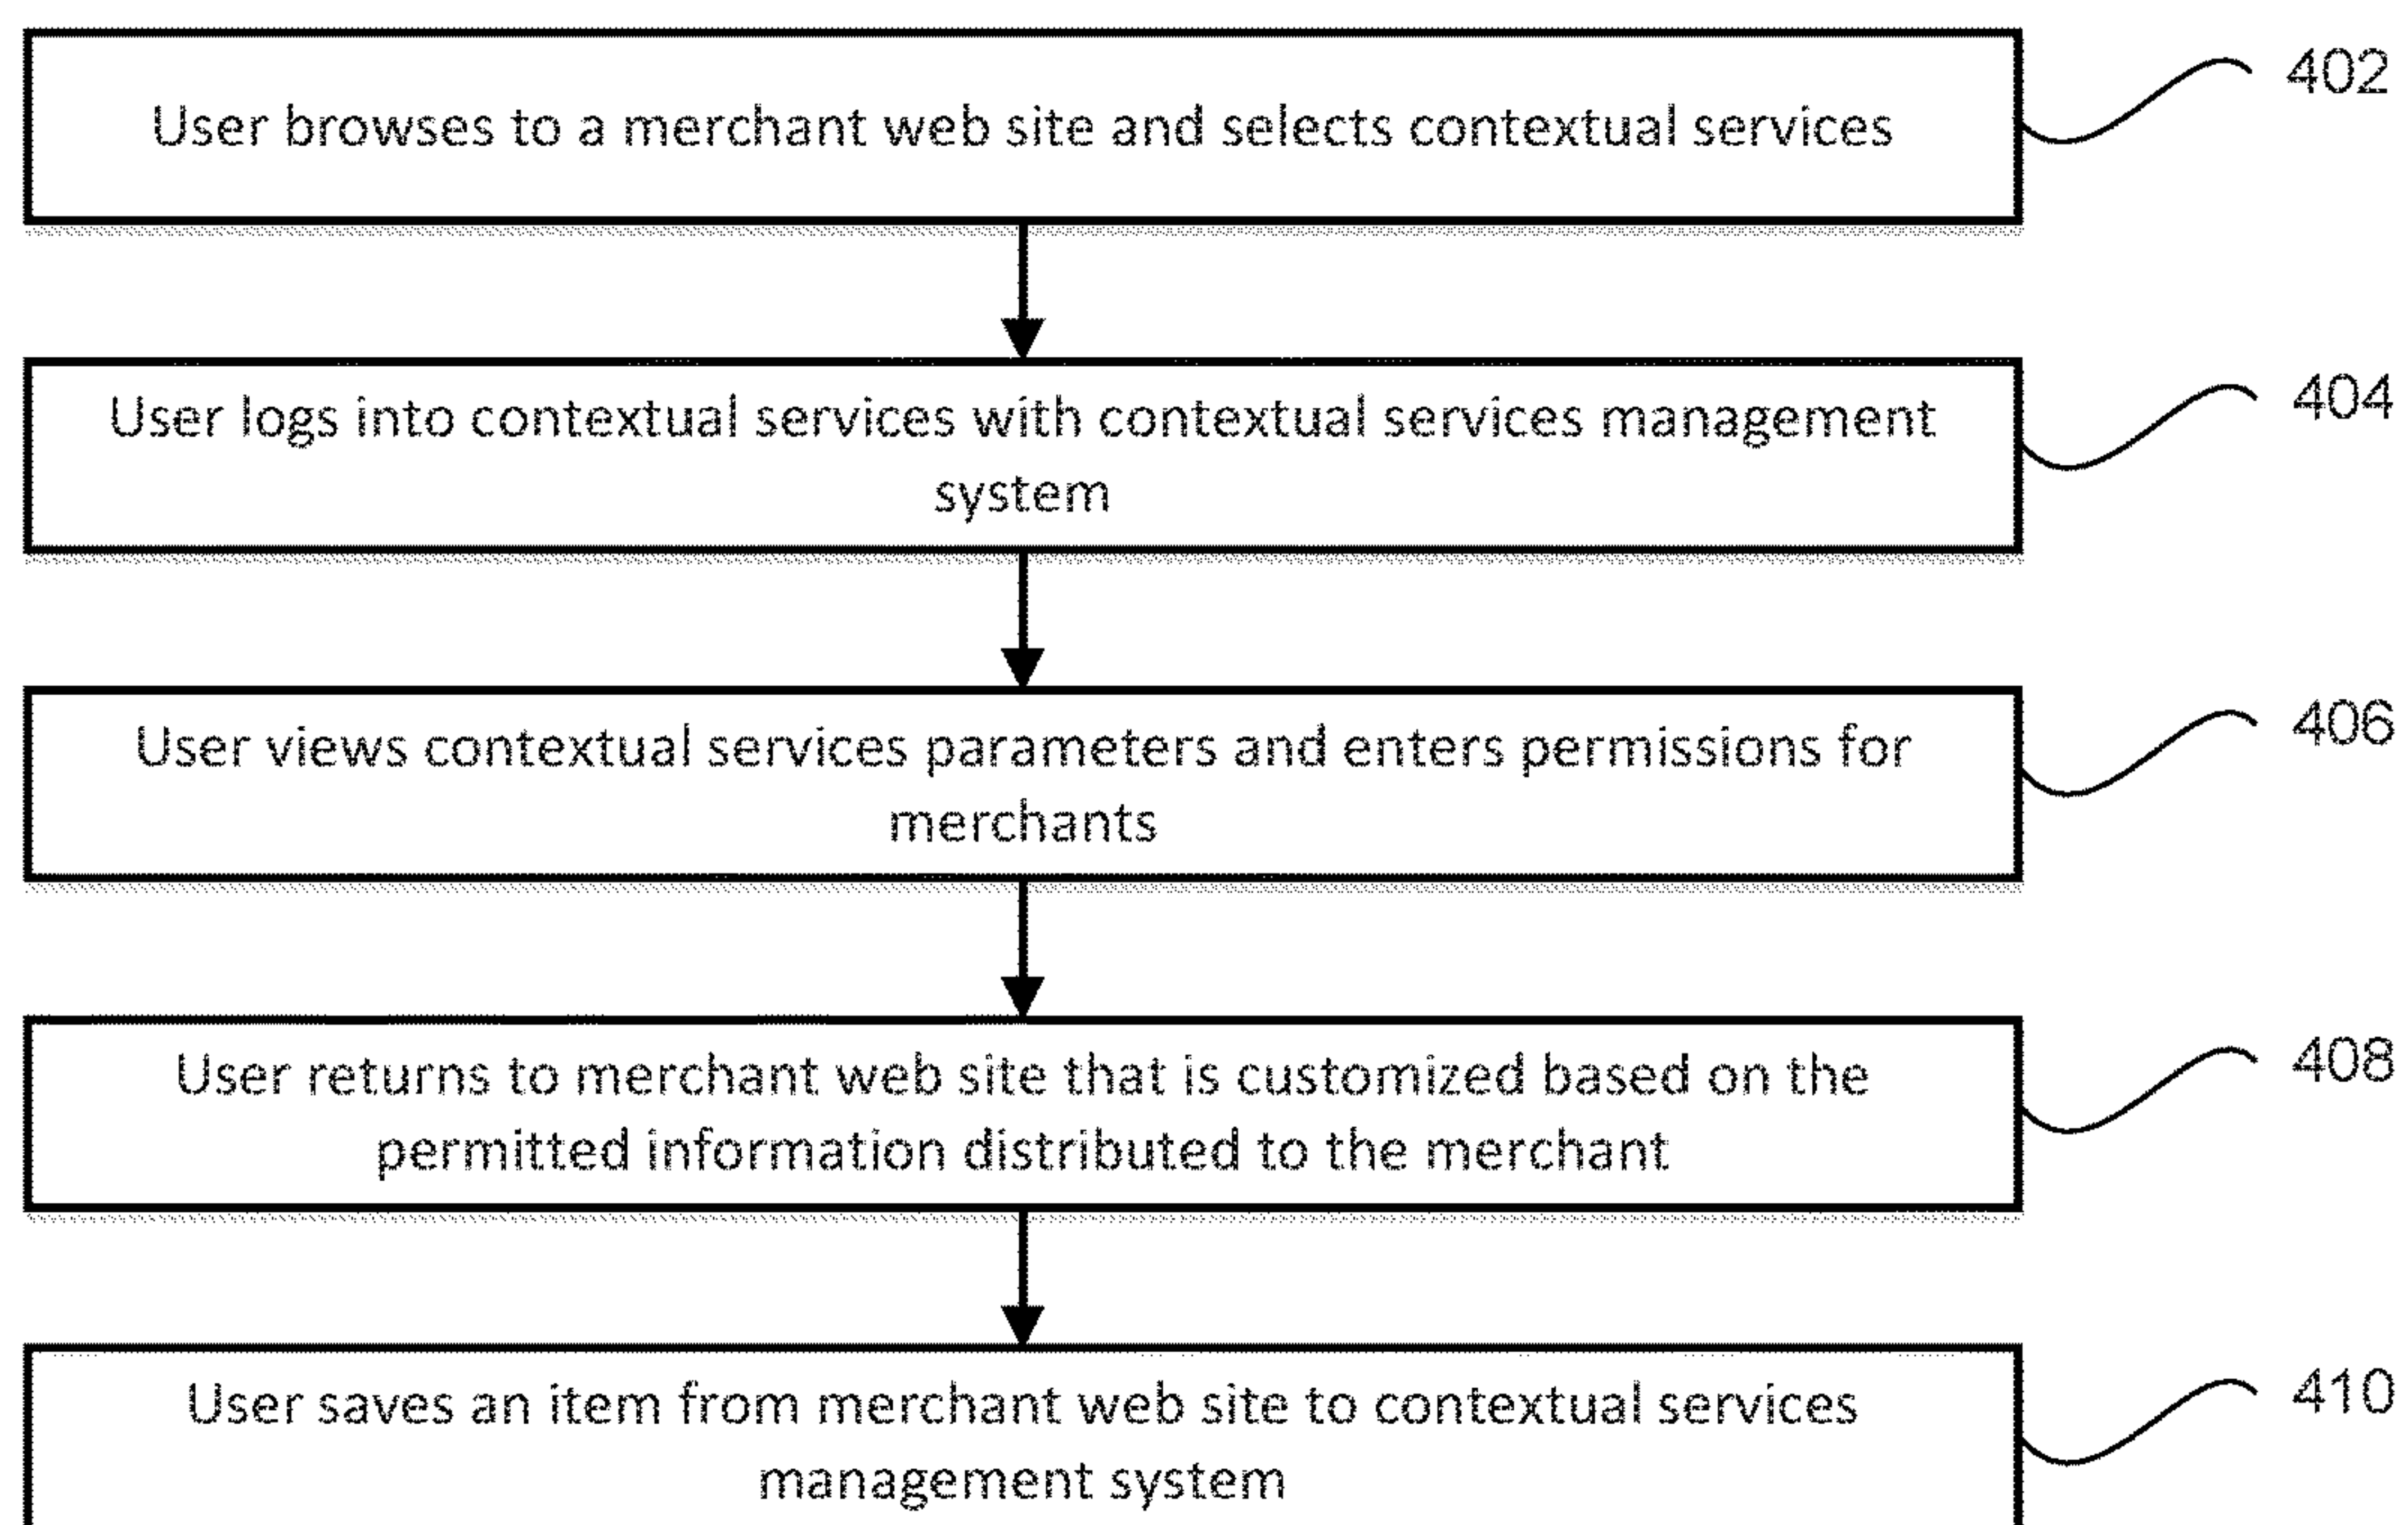 User browses to a merchant web site and selects contextual services
402
User logs into contextual services with contextual services management
system
404
User views contextual services parameters and enters permissions for
merchants
406
User returns to merchant web site that is customized based on the
permitted information distributed to the merchant
408
User saves an item from merchant web site to contextual services
management system
410